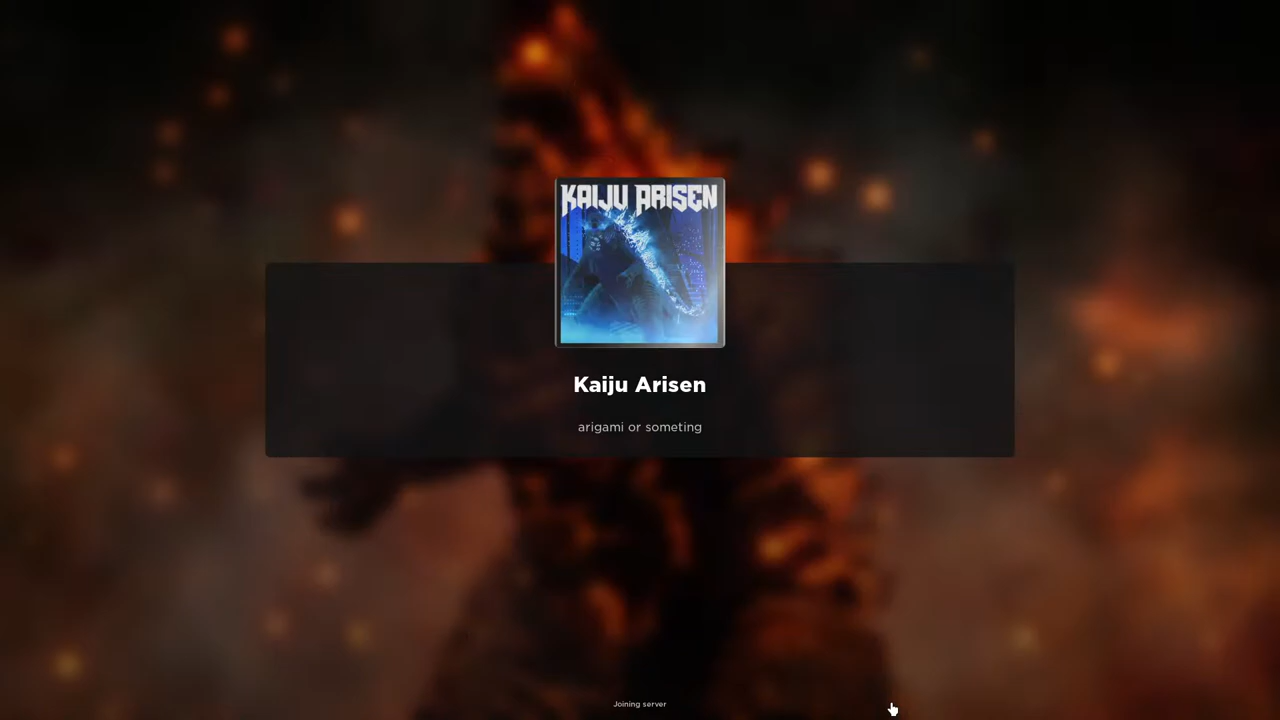 KAIJU ARISEN
Kaiju Arisen
arigami or someting
Joining server